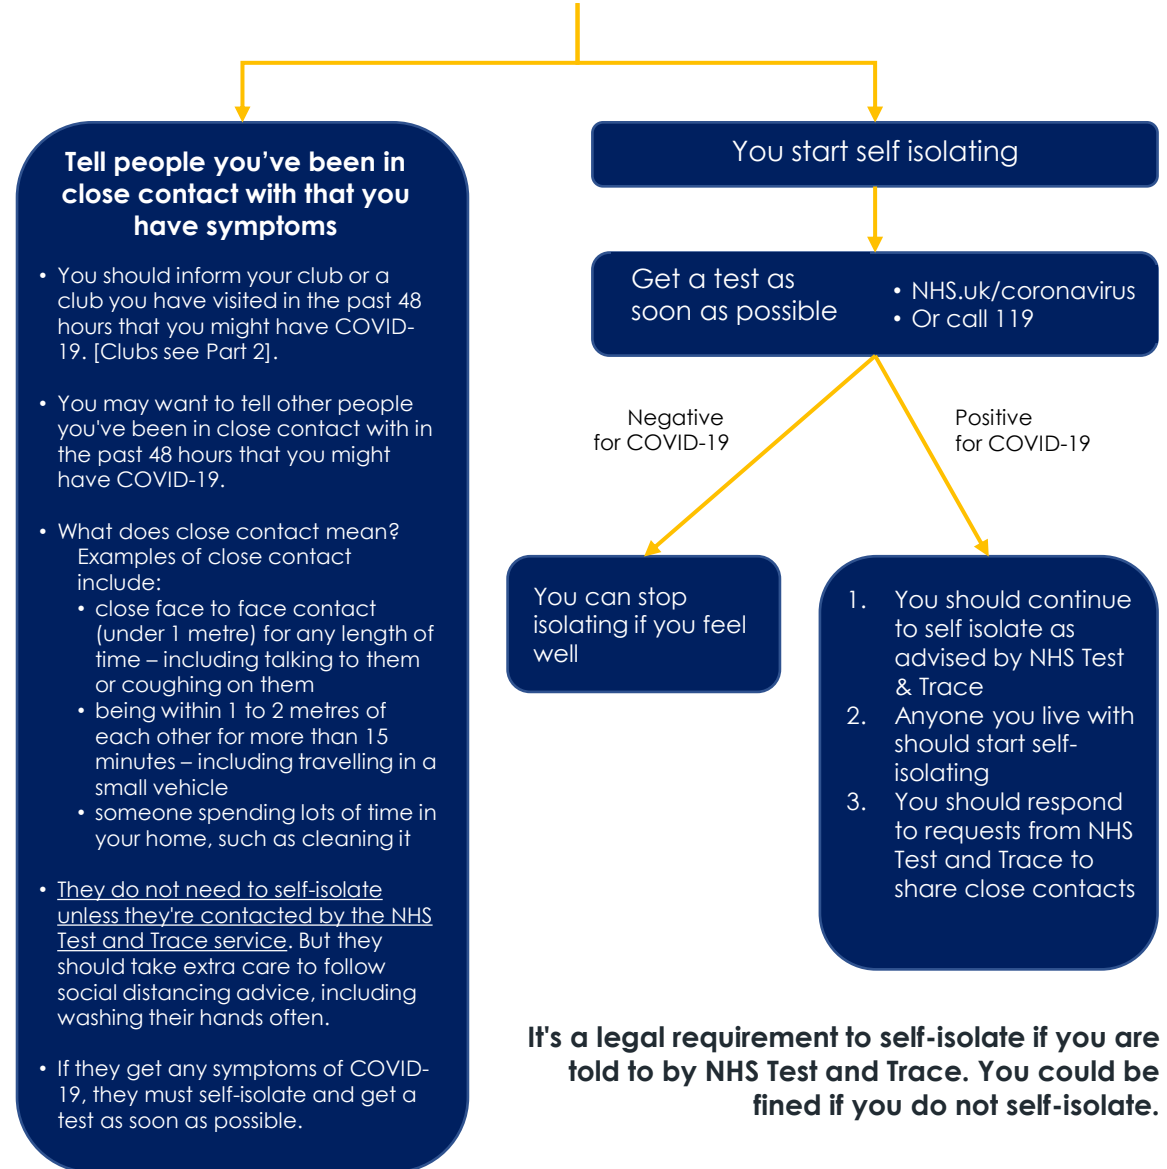 Tell people you’ve been in
close contact with that you
have symptoms
• You should inform your club or a
club you have visited in the past 48
hours that you might have COVID-
19. [Clubs see Part 2].
• You may want to tell other people
you've been in close contact with in
the past 48 hours that you might
have COVID-19.
• What does close contact mean?
Examples of close contact
include:
• close face to face contact
(under 1 metre) for any length of
time – including talking to them
or coughing on them
• being within 1 to 2 metres of
each other for more than 15
minutes – including travelling in a
small vehicle
• someone spending lots of time in
your home, such as cleaning it
• They do not need to self-isolate
unless they're contacted by the NHS
Test and Trace service. But they
should take extra care to follow
social distancing advice, including
washing their hands often.
• If they get any symptoms of COVID-
19, they must self-isolate and get a
test as soon as possible.
You start self isolating
Get a test as
soon as possible
• NHS.uk/coronavirus
• Or call 119
Negative
for COVID-19
Positive
for COVID-19
You can stop
isolating if you feel
well
1. You should continue
to self isolate as
advised by NHS Test
& Trace
2. Anyone you live with
should start self-
isolating
3. You should respond
to requests from NHS
Test and Trace to
share close contacts
It's a legal requirement to self-isolate if you are
told to by NHS Test and Trace. You could be
fined if you do not self-isolate.